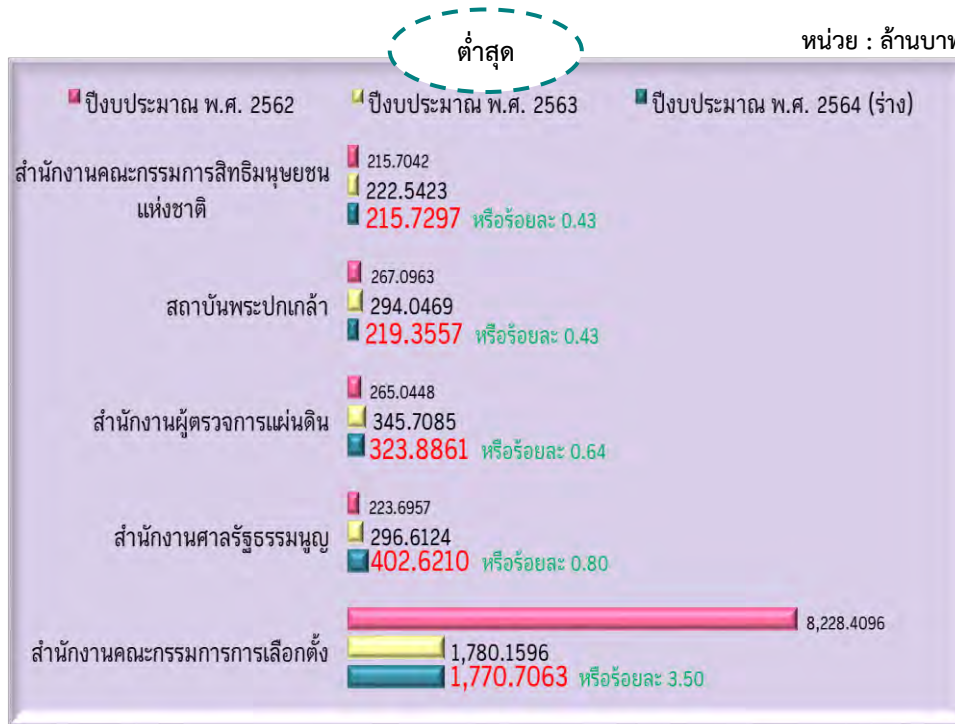 ต่ำสุด
หน่วย : ล้านบาท
ปีงบประมาณ พ.ศ. 2562 ปีงบประมาณ พ.ศ. 2563 ปีงบประมาณ พ.ศ. 2564 (ร่าง)
สำนักงานคณะกรรมการสิทธิมนุษยชน
แห่งชาติ
215.7042
222.5423
215.7297 หรือร้อยละ 0.43
สถาบันพระปกเกล้า
267.0963
294.0469
219.3557 หรือร้อยละ 0.43
สำนักงานผู้ตรวจการแผ่นดิน
265.0448
345.7085
323.8861 หรือร้อยละ 0.64
สำนักงานศาลรัฐธรรมนูญ
223.6957
296.6124
402.6210 หรือร้อยละ 0.80
สำนักงานคณะกรรมการการเลือกตั้ง
8,228.4096
1,780.1596
1,770.7063 หรือร้อยละ 3.50